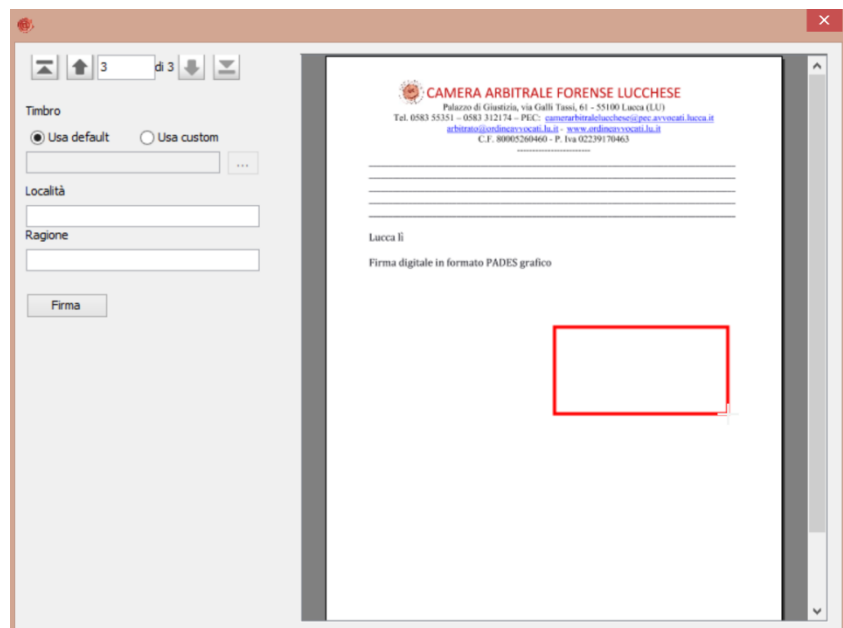 3 di 3
Timbro
Usa default Usa custom
...
Località
Ragione
Firma
CAMERA ARBITRALE FORENSE LUCCHESE
Palazzo di Giustizia, via Galli Tassi, 61 - 55100 Lucca (LU)
Tel. 0583 55351 – 0583 312174 – PEC: camerarbitralelucchese@pec.avvocati.lucca.it
arbitrato@ordineavvocati.lu.it - www.ordineavvocati.lu.it
C.F. 80005260460 - P. Iva 02239170463
------------------------
Lucca lì
Firma digitale in formato PADES grafico